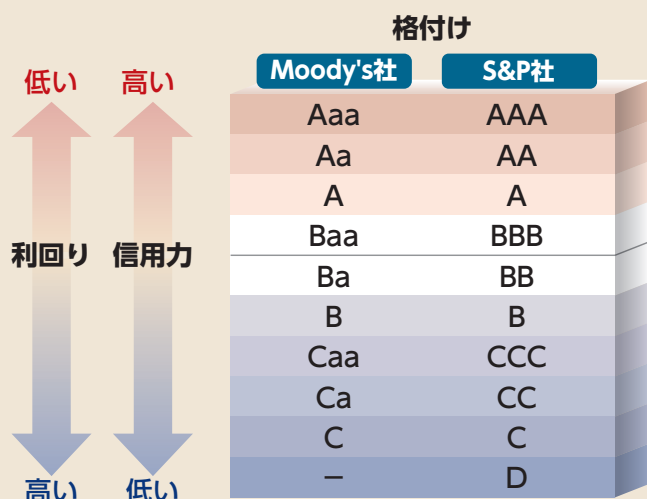 格付け
Moody's社 S&P社
低い 高い
Aaa AAA
Aa AA
A A
Baa BBB
利回り 信用力
Ba BB
B B
Caa CCC
Ca CC
C C
– D
高い 低い